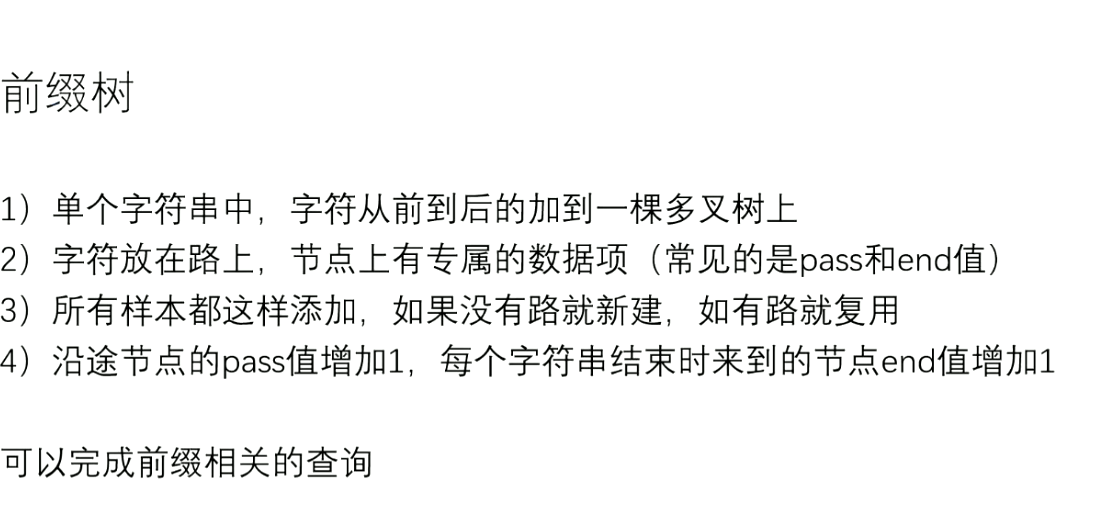 前缀树
1）单个字符串中，字符从前到后的加到一棵多叉树上
2）字符放在路上，节点上有专属的数据项（常见的是pass和end值）
3）所有样本都这样添加，如果没有路就新建，如有路就复用
4）沿途节点的pass值增加1，每个字符串结束时来到的节点end值增加1
可以完成前缀相关的查询